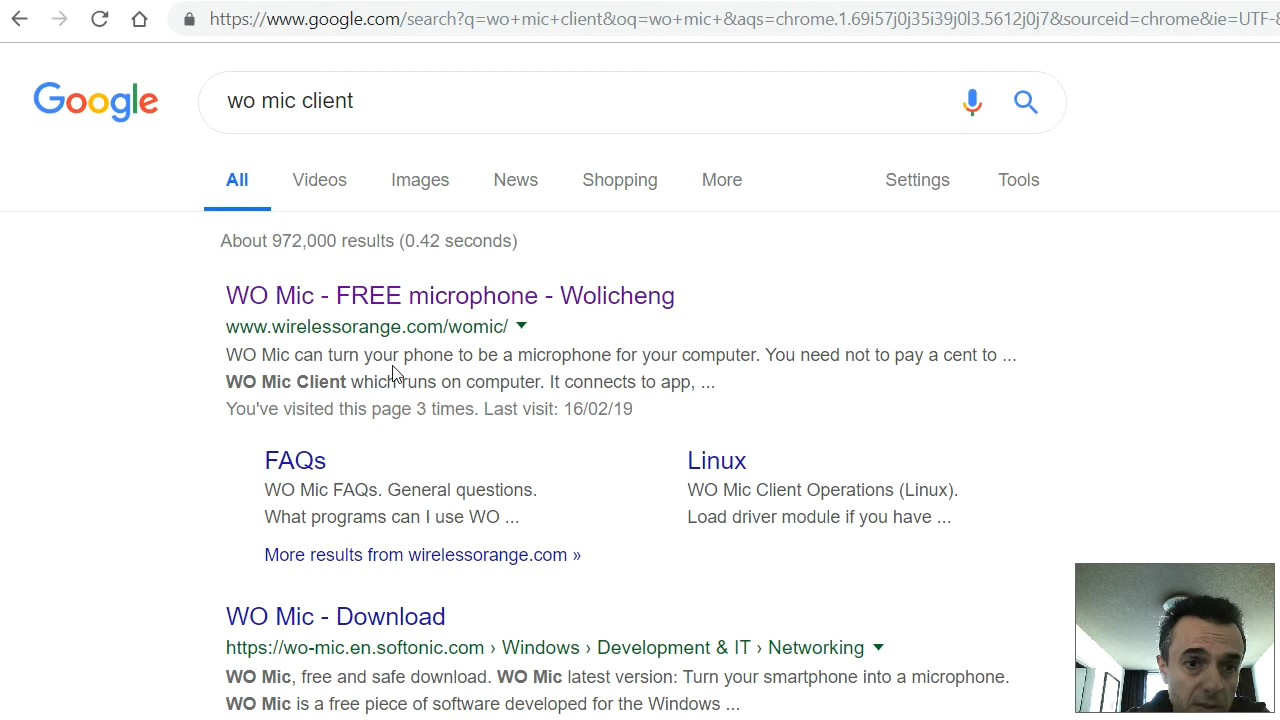 https://www.google.com/search?q=wo+mic+client&oq=wo+mic+&aqs=chrome.1.69i57j0j35i39j0l3.5612j0j7&sourceid=chrome&ie=UTF-8
Google
wo mic client
All Videos Images News Shopping More Settings Tools
About 972,000 results (0.42 seconds)
WO Mic - FREE microphone - Wolicheng
www.wirelessorange.com/womic/
WO Mic can turn your phone to be a microphone for your computer. You need not to pay a cent to ...
WO Mic Client which runs on computer. It connects to app, ...
You've visited this page 3 times. Last visit: 16/02/19
FAQs
WO Mic FAQs. General questions.
What programs can I use WO ...
Linux
WO Mic Client Operations (Linux).
Load driver module if you have ...
More results from wirelessorange.com »
WO Mic - Download
https://wo-mic.en.softonic.com › Windows › Development & IT › Networking
WO Mic, free and safe download. WO Mic latest version: Turn your smartphone into a microphone.
WO Mic is a free piece of software developed for the Windows ...